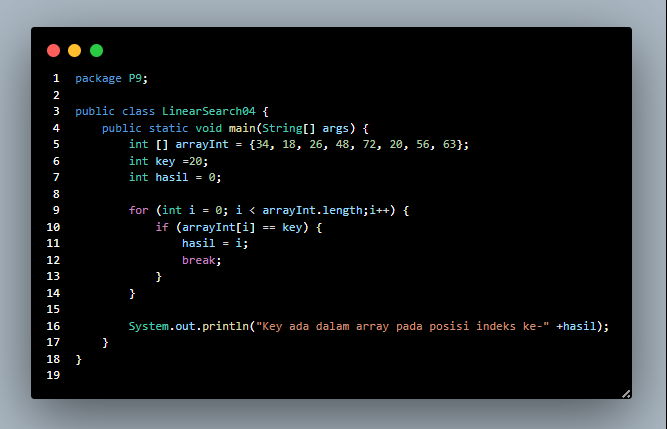 1 package P9;
2
3 public class LinearSearch04 {
4     public static void main(String[] args) {
5         int [] arrayInt = {34, 18, 26, 48, 72, 20, 56, 63};
6         int key =20;
7         int hasil = 0;
8
9         for (int i = 0; i < arrayInt.length;i++) {
10             if (arrayInt[i] == key) {
11                 hasil = i;
12                 break;
13             }
14         }
15
16         System.out.println("Key ada dalam array pada posisi indeks ke-" +hasil);
17     }
18 }
19